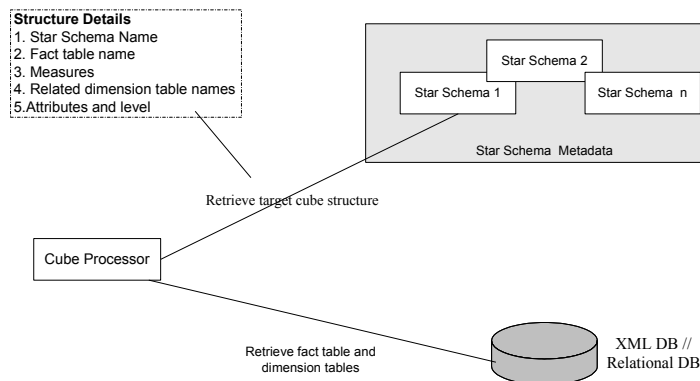 Structure Details
1. Star Schema Name
2. Fact table name
3. Measures
4. Related dimension table names
5.Attributes and level
Star Schema 2
Star Schema 1
Star Schema n
Star Schema Metadata
Retrieve target cube structure
Cube Processor
Retrieve fact table and
dimension tables
XML DB //
Relational DB